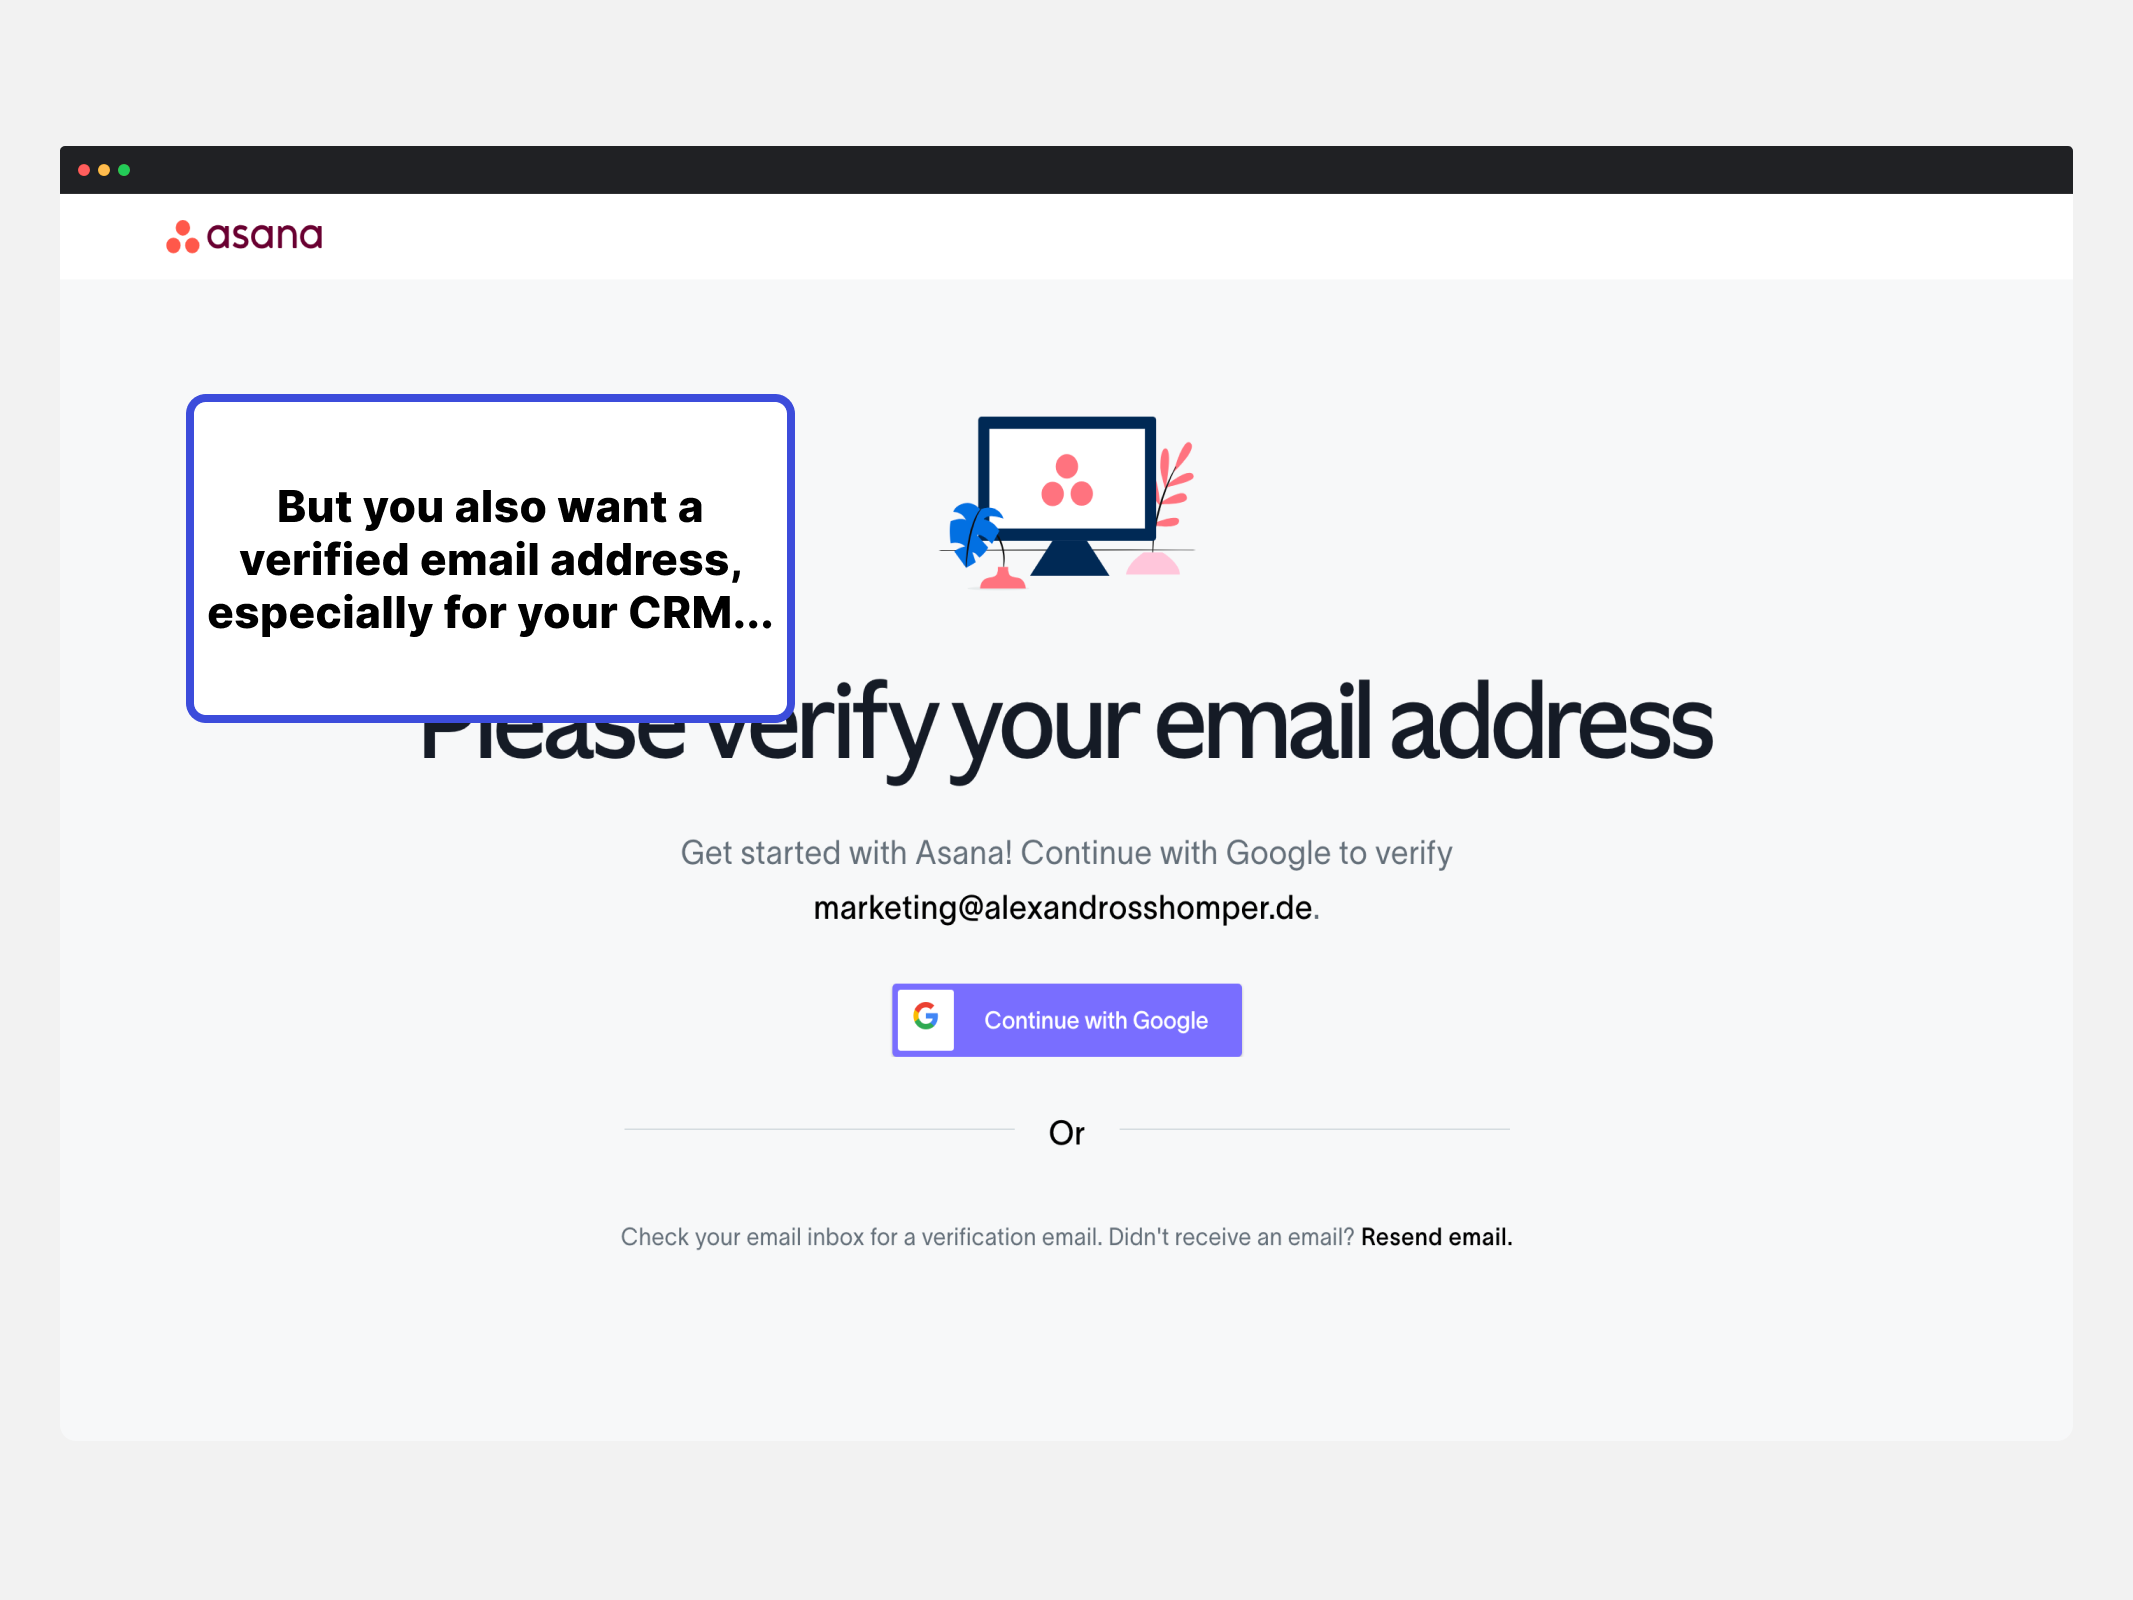 asana
But you also want a
verified email address,
especially for your CRM...
Please verify your email address
Get started with Asana! Continue with Google to verify
marketing@alexandrosshomper.de.
Continue with Google
Or
Check your email inbox for a verification email. Didn't receive an email? Resend email.